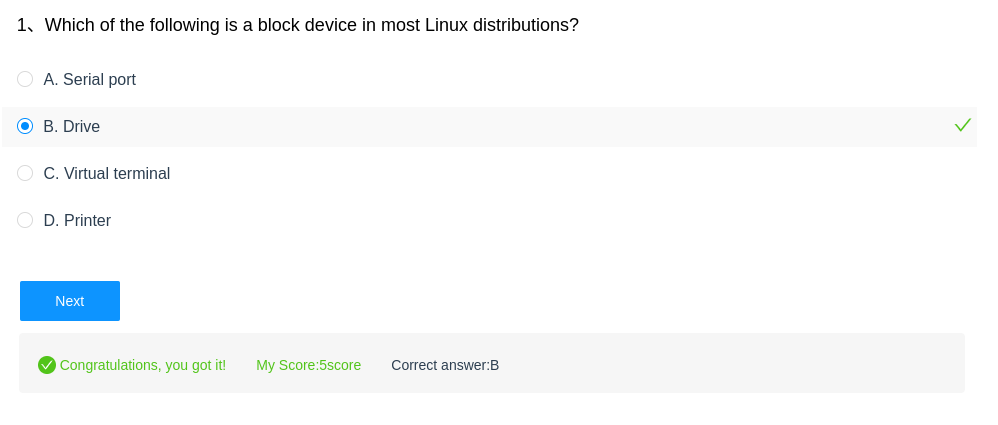 1、Which of the following is a block device in most Linux distributions?
A. Serial port
B. Drive
C. Virtual terminal
D. Printer
Next
Congratulations, you got it! My Score:5score Correct answer:B